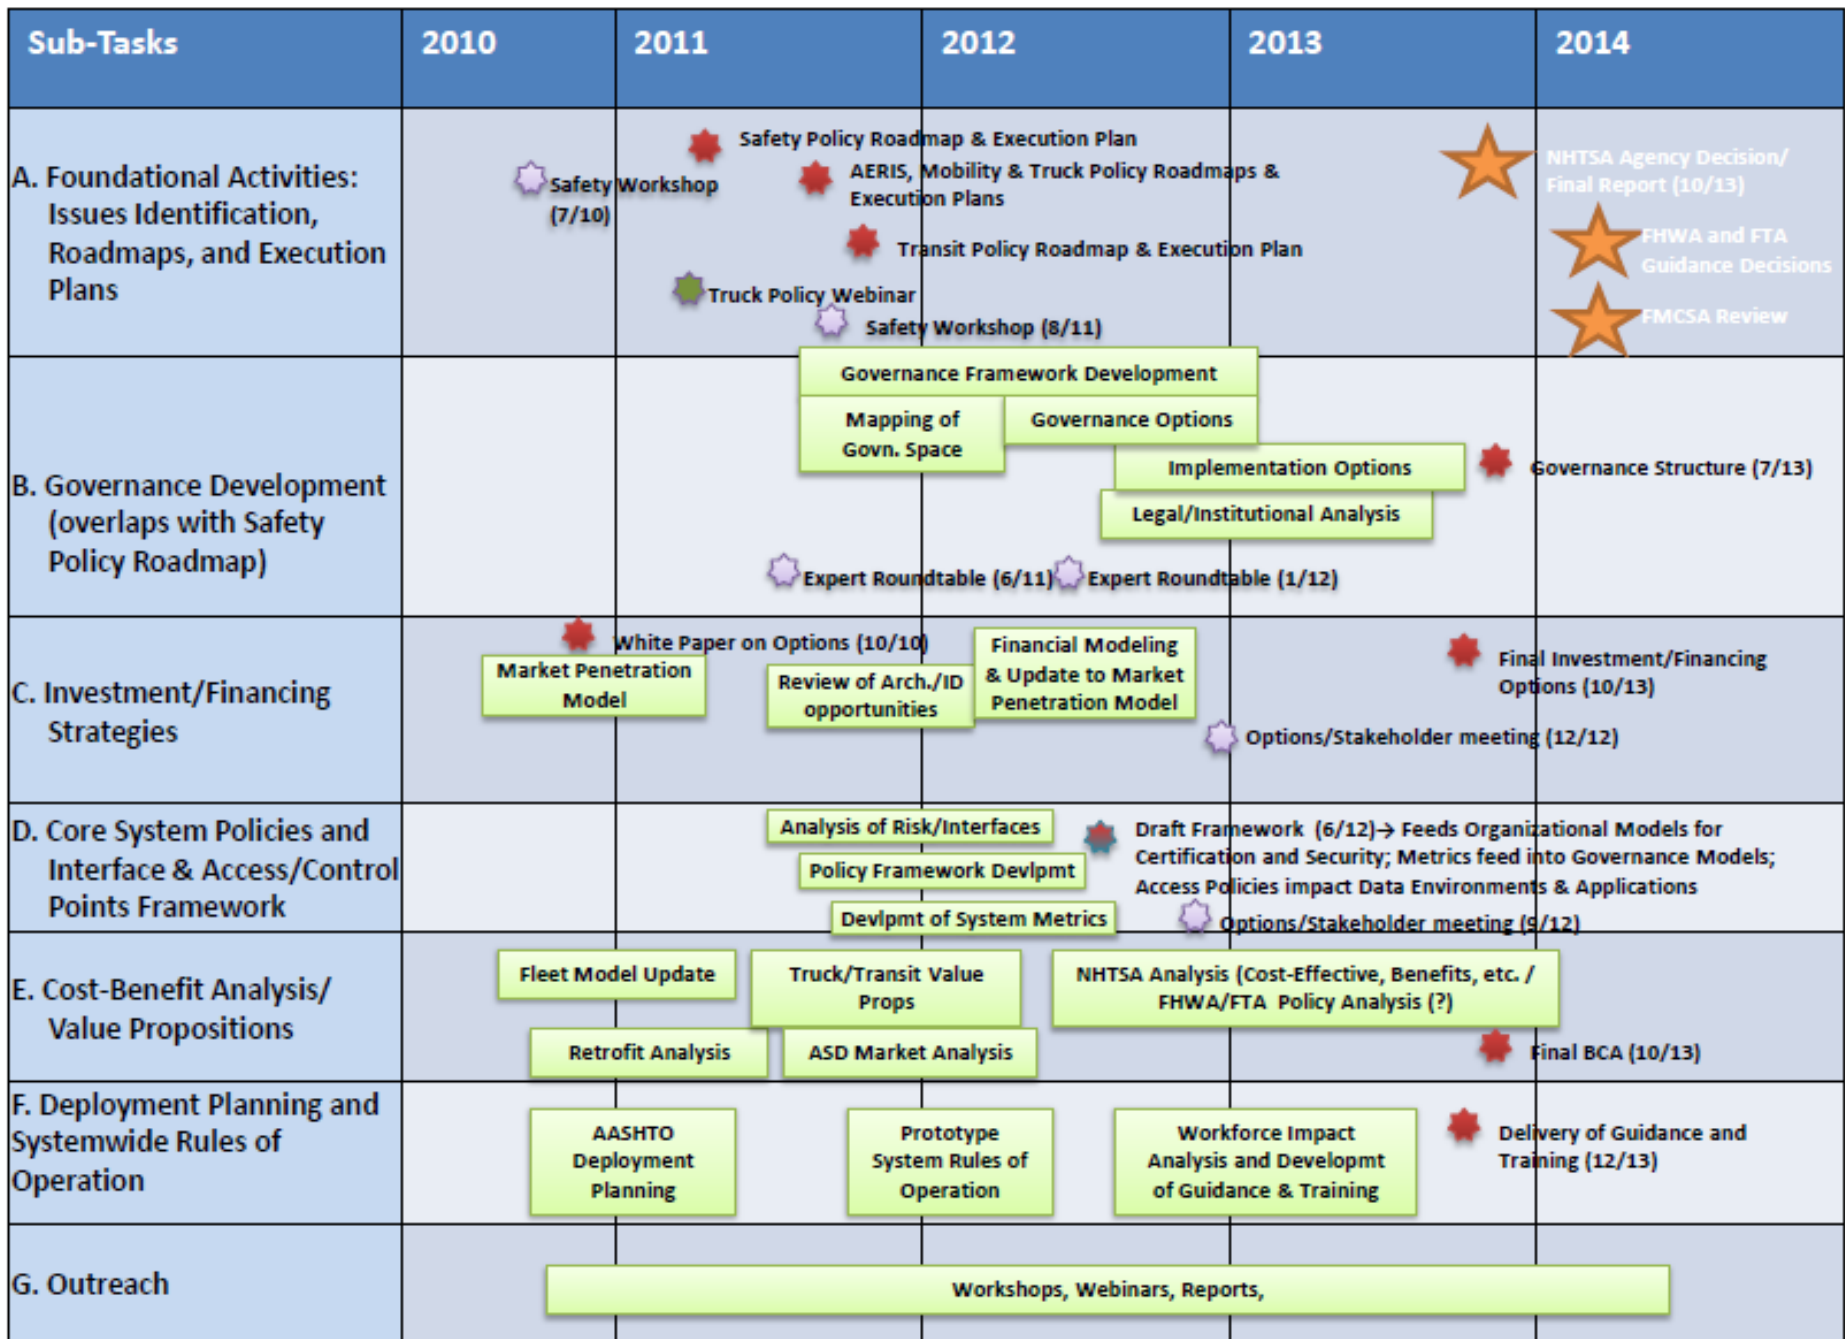 Sub-Tasks
2010
2011
2012
2013
2014
A. Foundational Activities:
Issues Identification,
Roadmaps, and Execution
Plans
Safety Workshop
(7/10)
Safety Policy Roadmap & Execution Plan
AERIS, Mobility & Truck Policy Roadmaps &
Execution Plans
Transit Policy Roadmap & Execution Plan
Truck Policy Webinar
Safety Workshop (8/11)
NHTSA Agency Decision/
Final Report (10/13)
FHWA and FTA
Guidance Decisions
FMCSA Review
B. Governance Development
(overlaps with Safety
Policy Roadmap)
Governance Framework Development
Mapping of
Govn. Space
Governance Options
Implementation Options
Legal/Institutional Analysis
Governance Structure (7/13)
Expert Roundtable (6/11)
Expert Roundtable (1/12)
C. Investment/Financing
Strategies
White Paper on Options (10/10)
Market Penetration
Model
Review of Arch./ID
opportunities
Financial Modeling
& Update to Market
Penetration Model
Final Investment/Financing
Options (10/13)
Options/Stakeholder meeting (12/12)
D. Core System Policies and
Interface & Access/Control
Points Framework
Analysis of Risk/Interfaces
Policy Framework Devlpmt
Devlpmt of System Metrics
Draft Framework (6/12)→ Feeds Organizational Models for
Certification and Security; Metrics feed into Governance Models;
Access Policies impact Data Environments & Applications
Options/Stakeholder meeting (9/12)
E. Cost-Benefit Analysis/
Value Propositions
Fleet Model Update
Truck/Transit Value
Props
NHTSA Analysis (Cost-Effective, Benefits, etc. /
FHWA/FTA Policy Analysis (?)
Retrofit Analysis
ASD Market Analysis
Final BCA (10/13)
F. Deployment Planning and
Systemwide Rules of
Operation
AASHTO
Deployment
Planning
Prototype
System Rules of
Operation
Workforce Impact
Analysis and Developmt
of Guidance & Training
Delivery of Guidance and
Training (12/13)
G. Outreach
Workshops, Webinars, Reports,